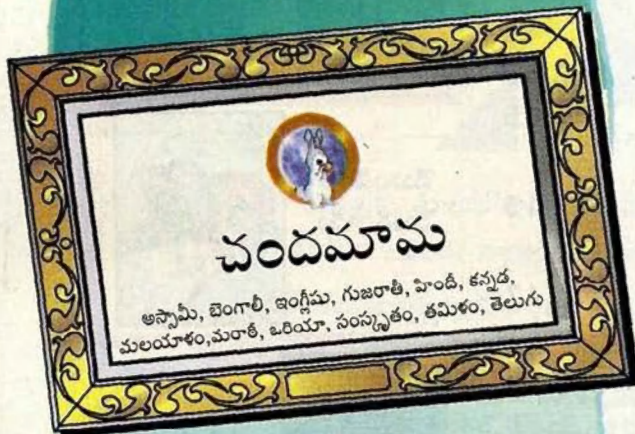 చందమామ
అస్సామీ, బెంగాలీ, ఇంగ్లీషు, గుజరాతీ, హిందీ, కన్నడ,
మలయాళం,మరాఠీ, ఒరియా, సంస్కృతం, తమిళం, తెలుగు